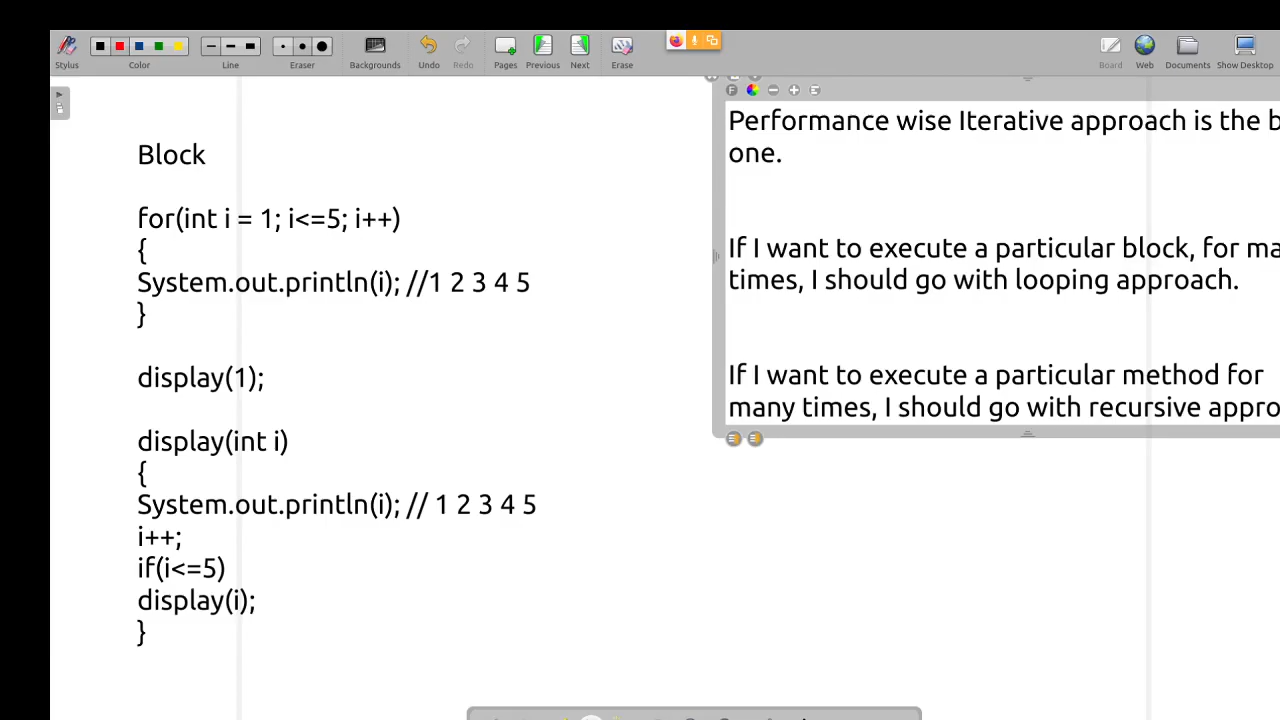 Stylus
Color
Line
Eraser
Backgrounds
Undo
Redo
Pages
Previous
Next
Erase
Board
Web
Documents
Show Desktop
Block
for(int i = 1; i<=5; i++)
{
System.out.println(i); //1 2 3 4 5
}
display(1);
display(int i)
{
System.out.println(i); // 1 2 3 4 5
i++;
if(i<=5)
display(i);
}
F
Performance wise Iterative approach is the b
one.
If I want to execute a particular block, for ma
times, I should go with looping approach.
If I want to execute a particular method for
many times, I should go with recursive appro